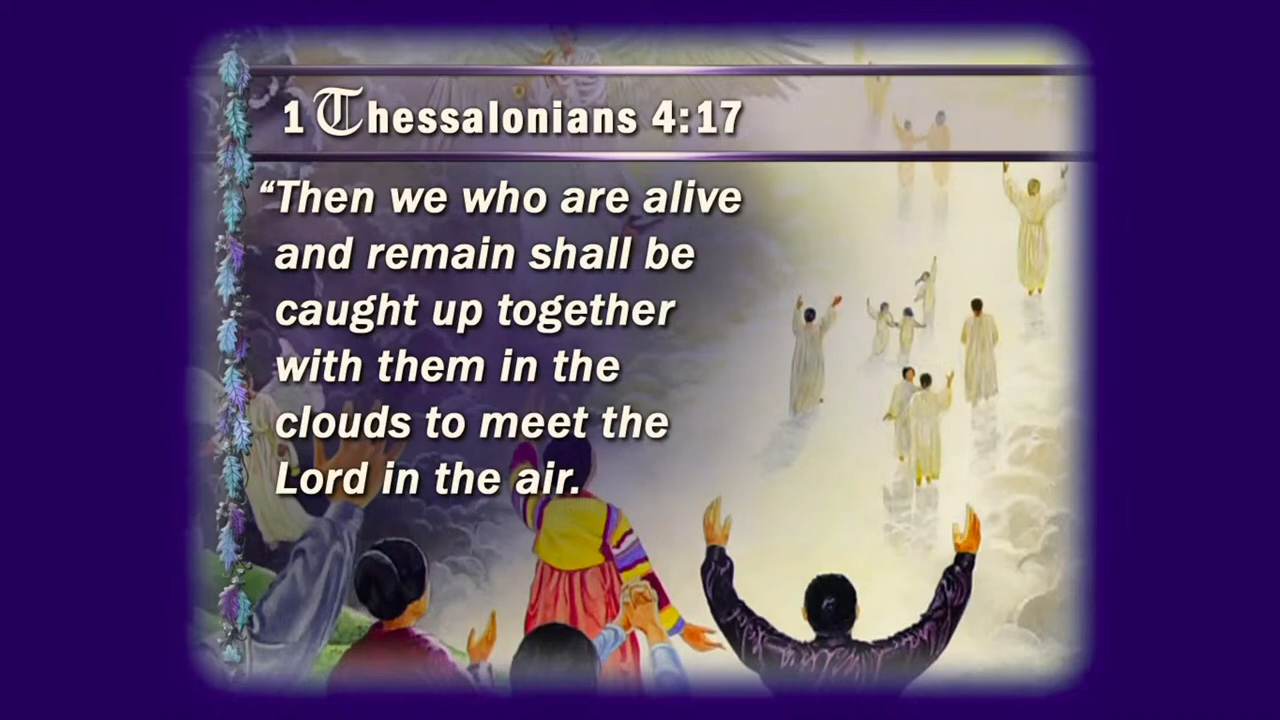 1 Thessalonians 4:17
“Then we who are alive
and remain shall be
caught up together
with them in the
clouds to meet the
Lord in the air.